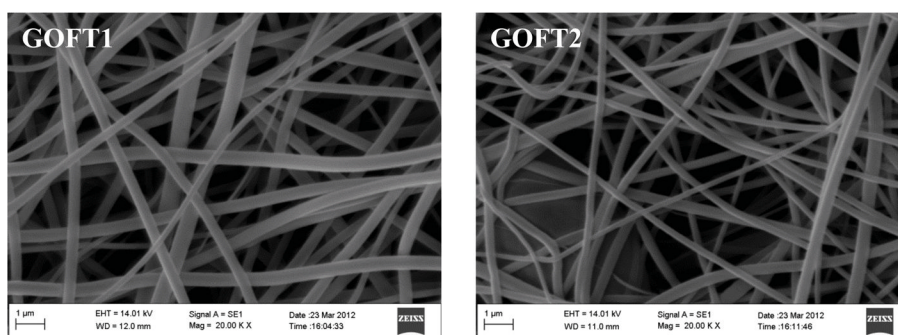 GOFT1
1 µm
EHT = 14.01 kV
WD = 12.0 mm
Signal A = SE1
Mag = 20.00 K X
Date :23 Mar 2012
Time :16:04:33
ZEISS
GOFT2
1 µm
EHT = 14.01 kV
WD = 11.0 mm
Signal A = SE1
Mag = 20.00 K X
Date :23 Mar 2012
Time :16:11:46
ZEISS